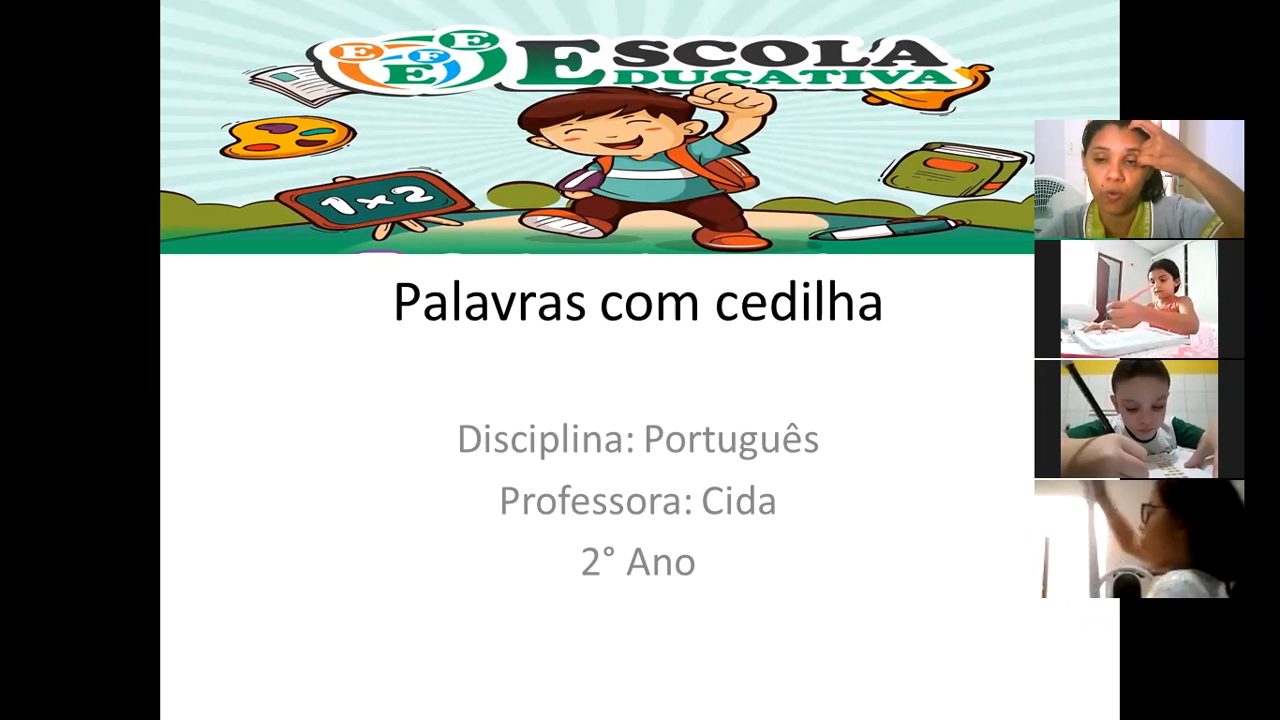 E E F E ESCOLA
EDUCATIVA
1x2
Palavras com cedilha
Disciplina: Português
Professora: Cida
2° Ano